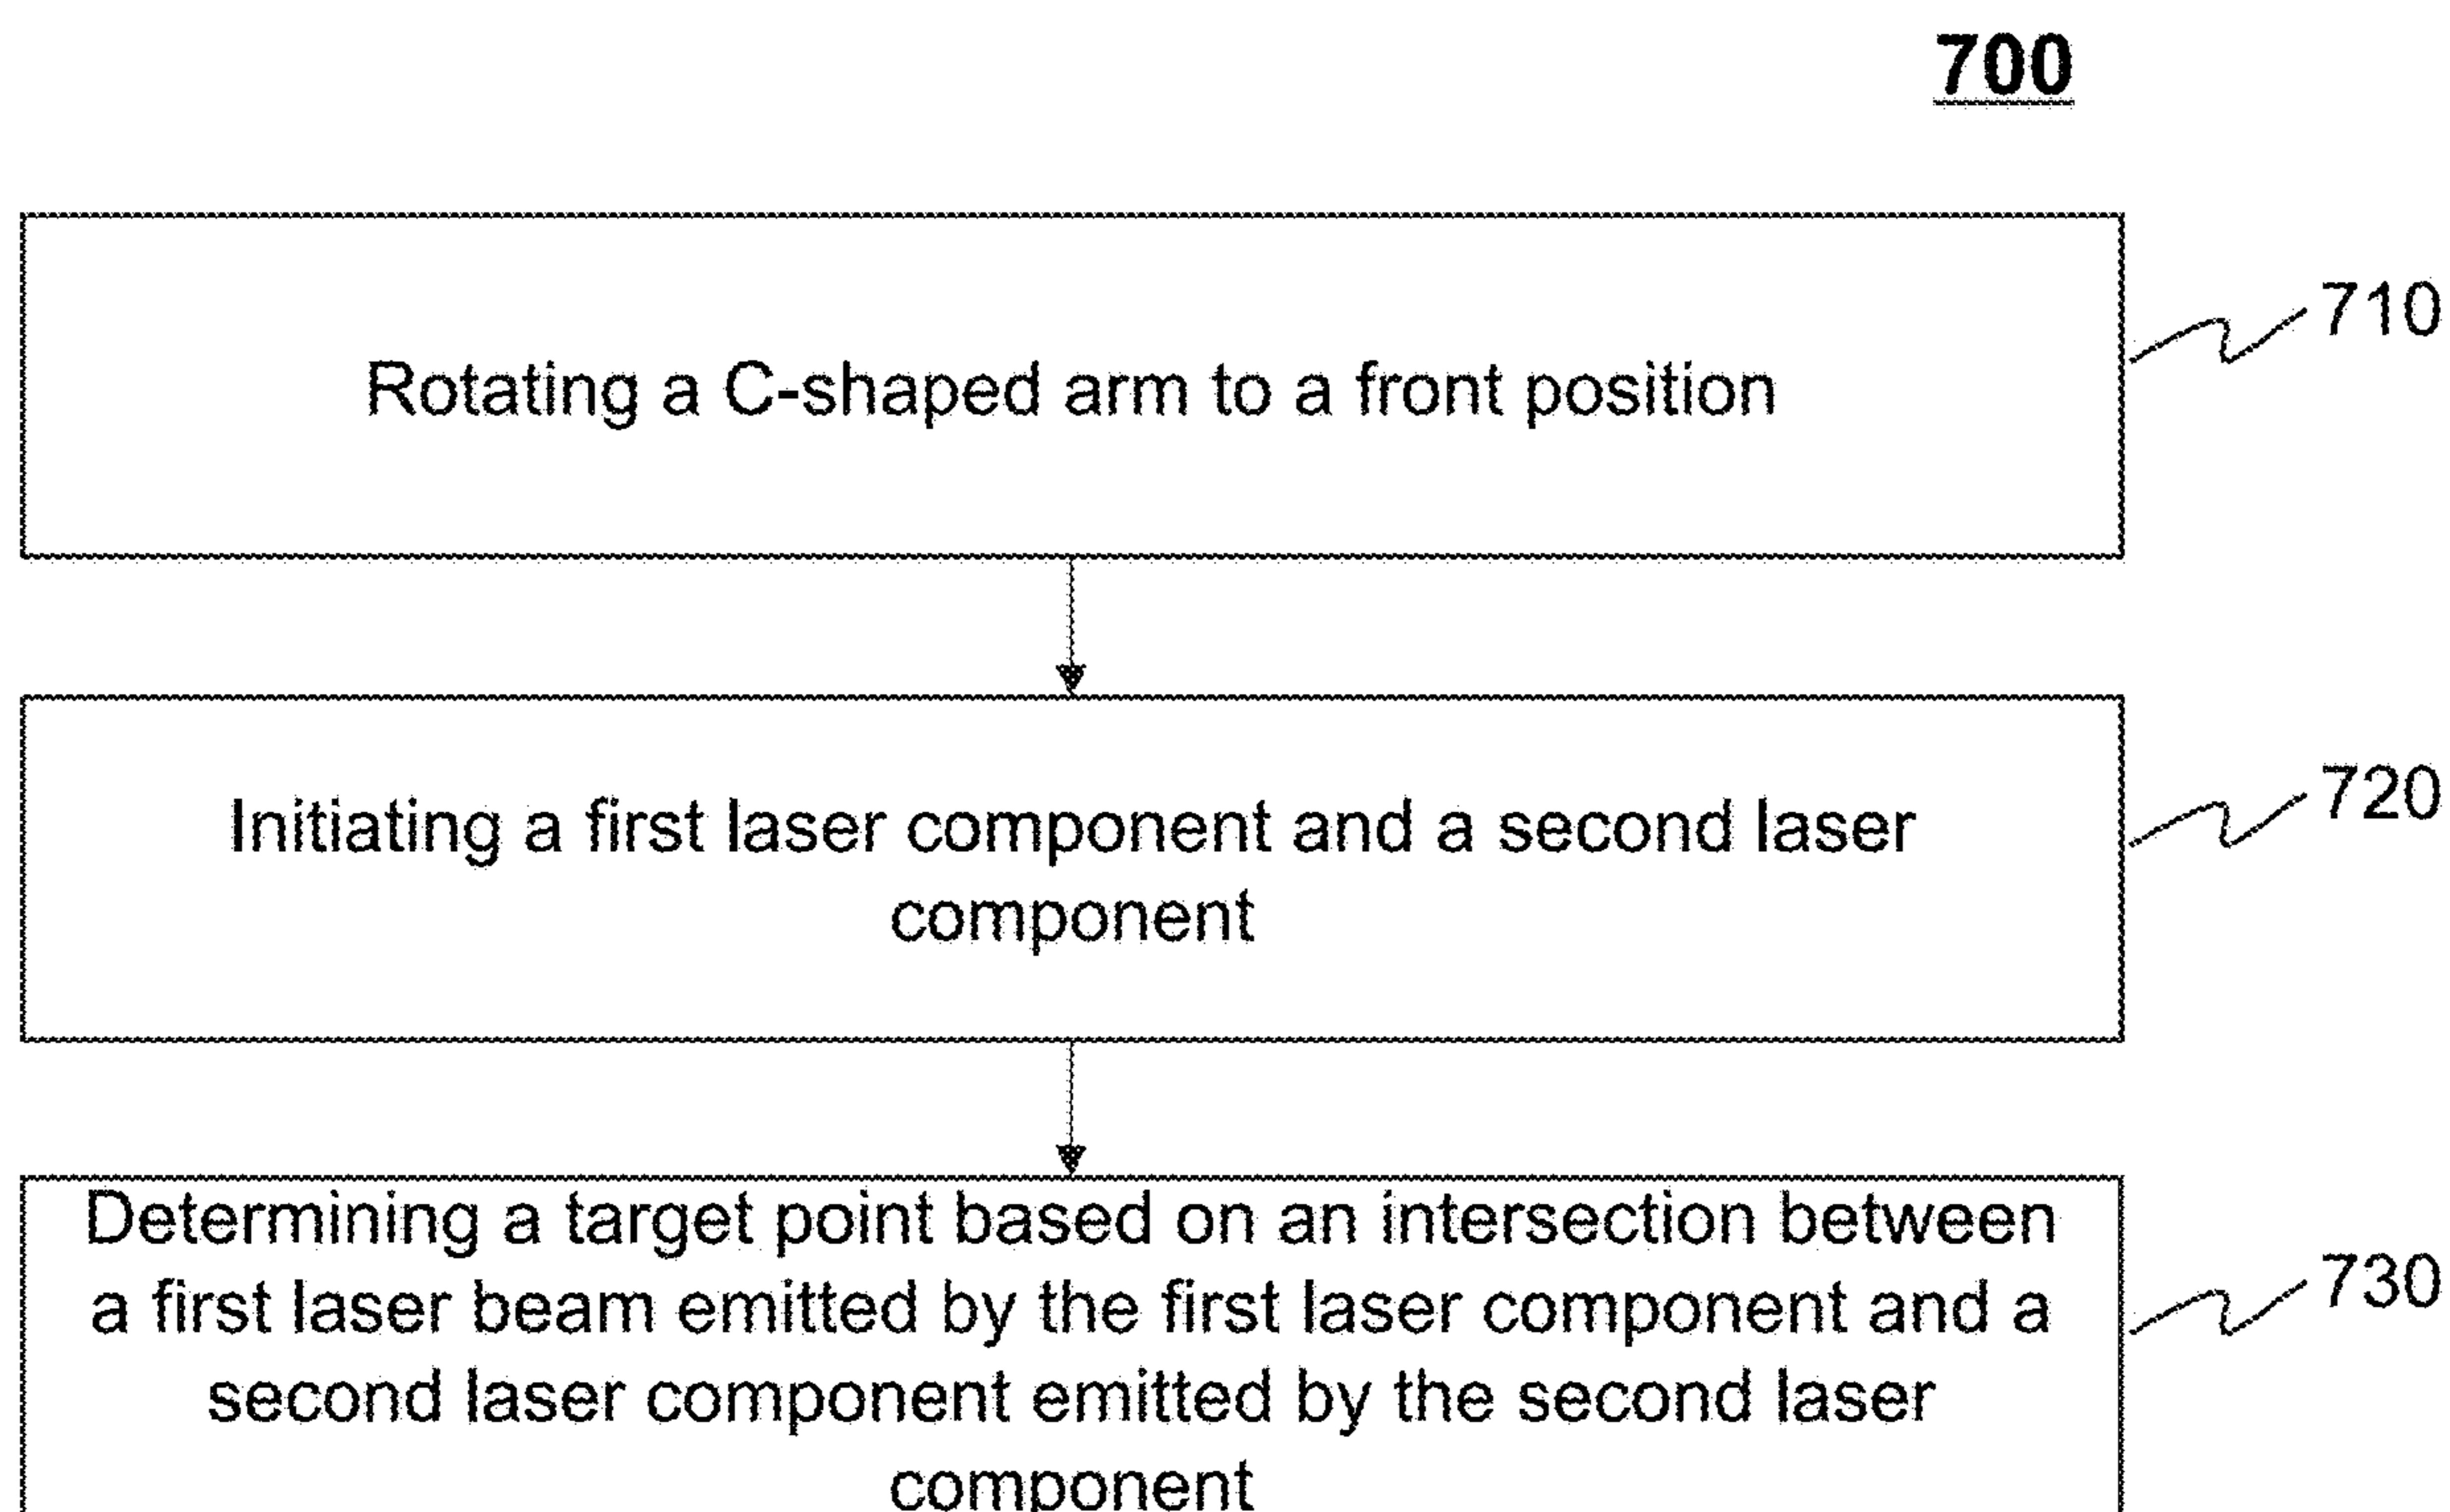 700
Rotating a C-shaped arm to a front position
710
Initiating a first laser component and a second laser
component
720
Determining a target point based on an intersection between
a first laser beam emitted by the first laser component and a
second laser component emitted by the second laser
component
730